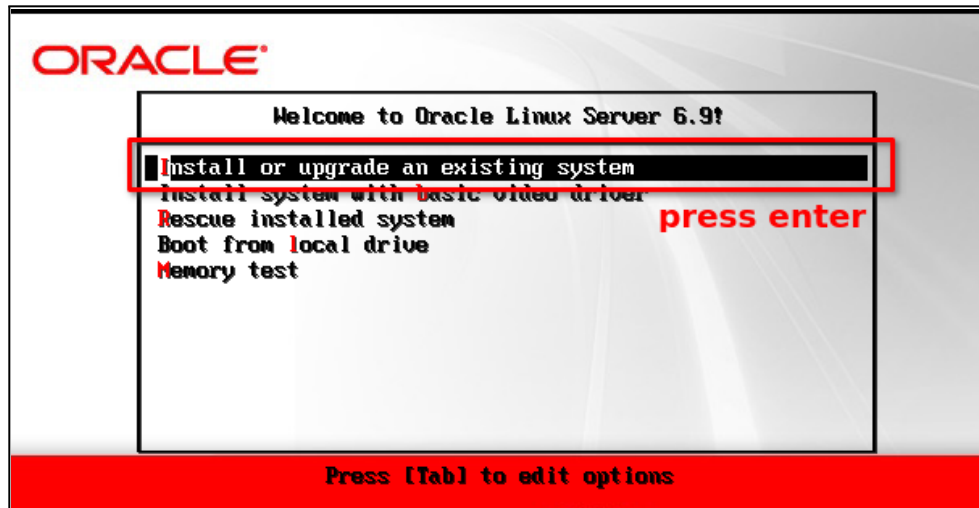 ORACLE
Welcome to Oracle Linux Server 6.9!
Install or upgrade an existing system
Install system with basic video driver
Rescue installed system
press enter
Boot from local drive
Memory test
Press [Tab] to edit options